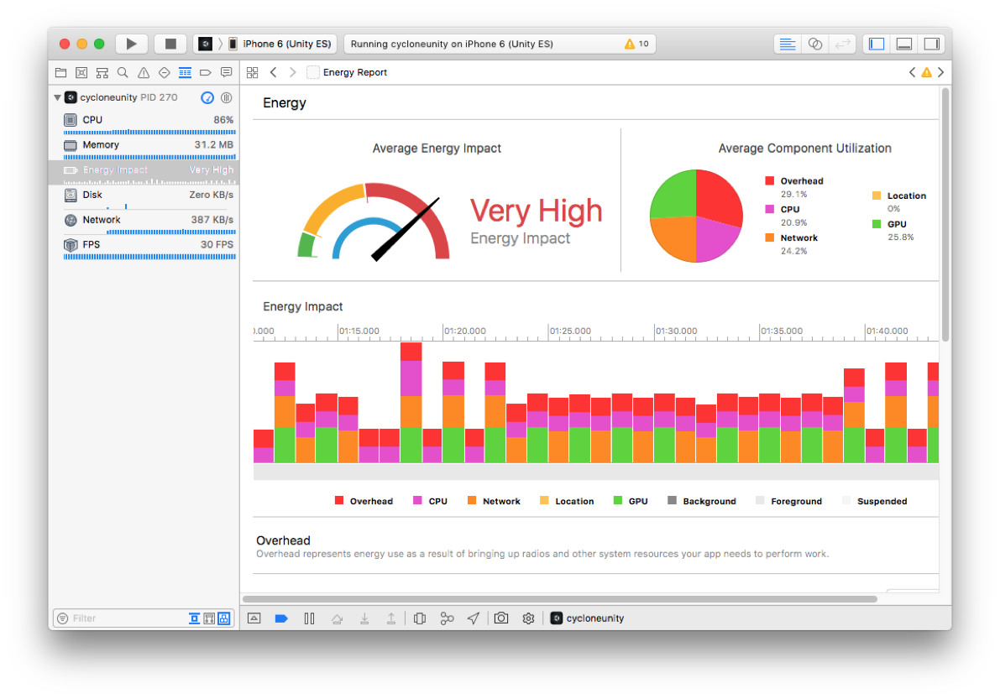 iPhone 6 (Unity ES)
Running cycloneunity on iPhone 6 (Unity ES)
10
Energy Report
cycloneunity PID 270
CPU 86%
Memory 31.2 MB
Energy Impact Very High
Disk Zero KB/s
Network 387 KB/s
FPS 30 FPS
Filter
Energy
Average Energy Impact
Very High
Energy Impact
Average Component Utilization
Overhead
29.1%
CPU
20.9%
Network
24.2%
Location
0%
GPU
25.8%
Energy Impact
0.000 01:15.000 01:20.000 01:25.000 01:30.000 01:35.000 01:40.000
Overhead CPU Network Location GPU Background Foreground Suspended
Overhead
Overhead represents energy use as a result of bringing up radios and other system resources your app needs to perform work.
cycloneunity